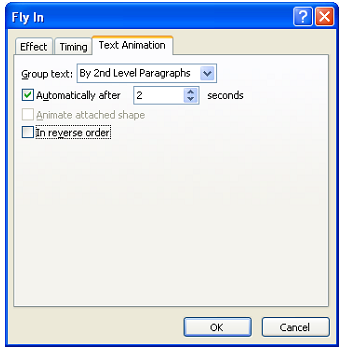 Fly In
Effect Timing Text Animation
Group text: By 2nd Level Paragraphs
Automatically after 2 seconds
Animate attached shape
In reverse order
OK Cancel